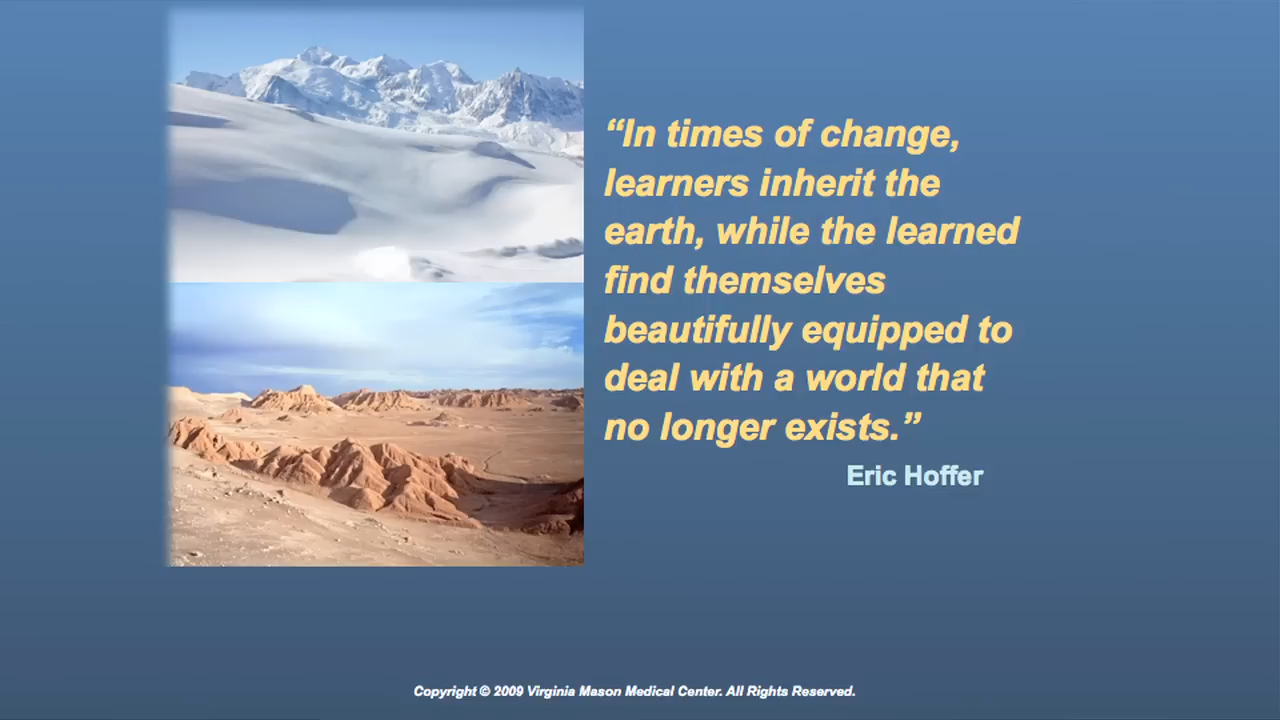 “In times of change,
learners inherit the
earth, while the learned
find themselves
beautifully equipped to
deal with a world that
no longer exists.”
Eric Hoffer
Copyright © 2009 Virginia Mason Medical Center. All Rights Reserved.